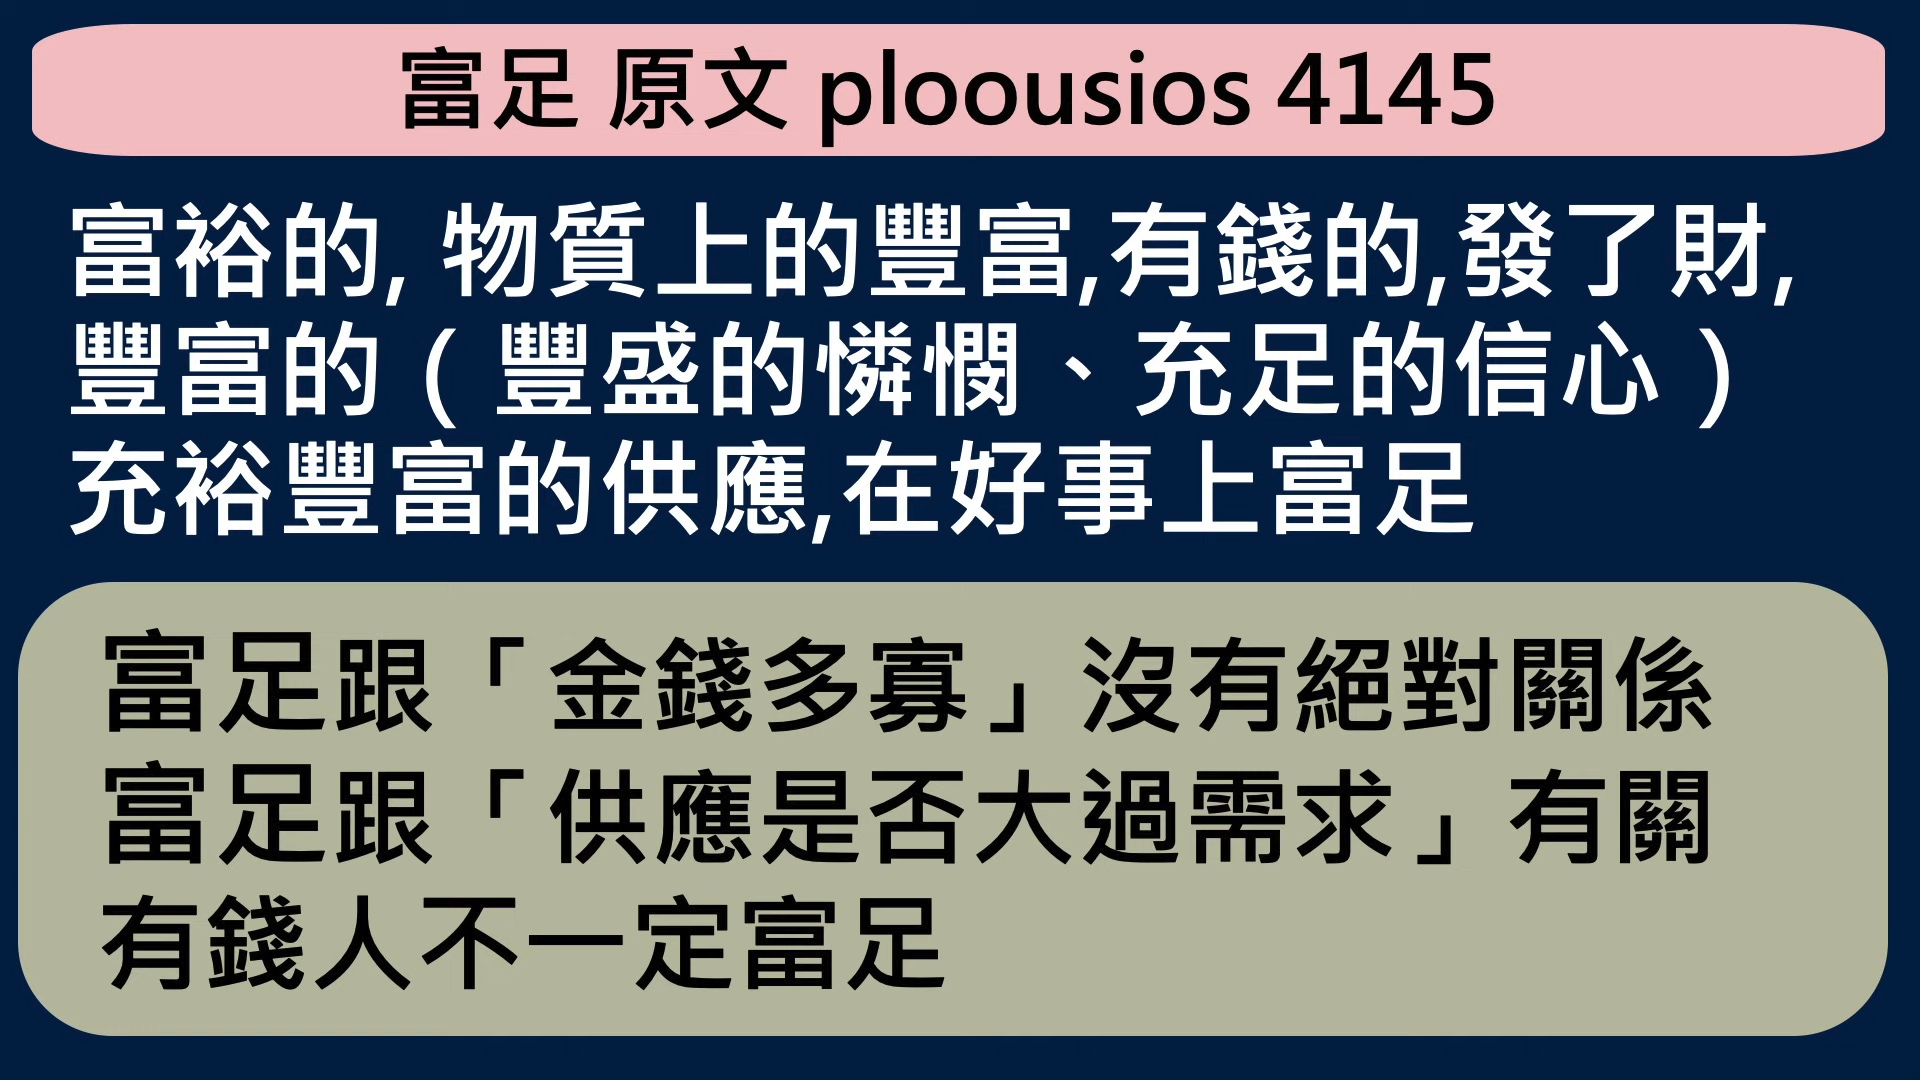 富足 原文 ploousios 4145
富裕的, 物質上的豐富,有錢的,發了財,
豐富的（豐盛的憐憫、充足的信心）
充裕豐富的供應,在好事上富足
富足跟「金錢多寡」沒有絕對關係
富足跟「供應是否大過需求」有關
有錢人不一定富足